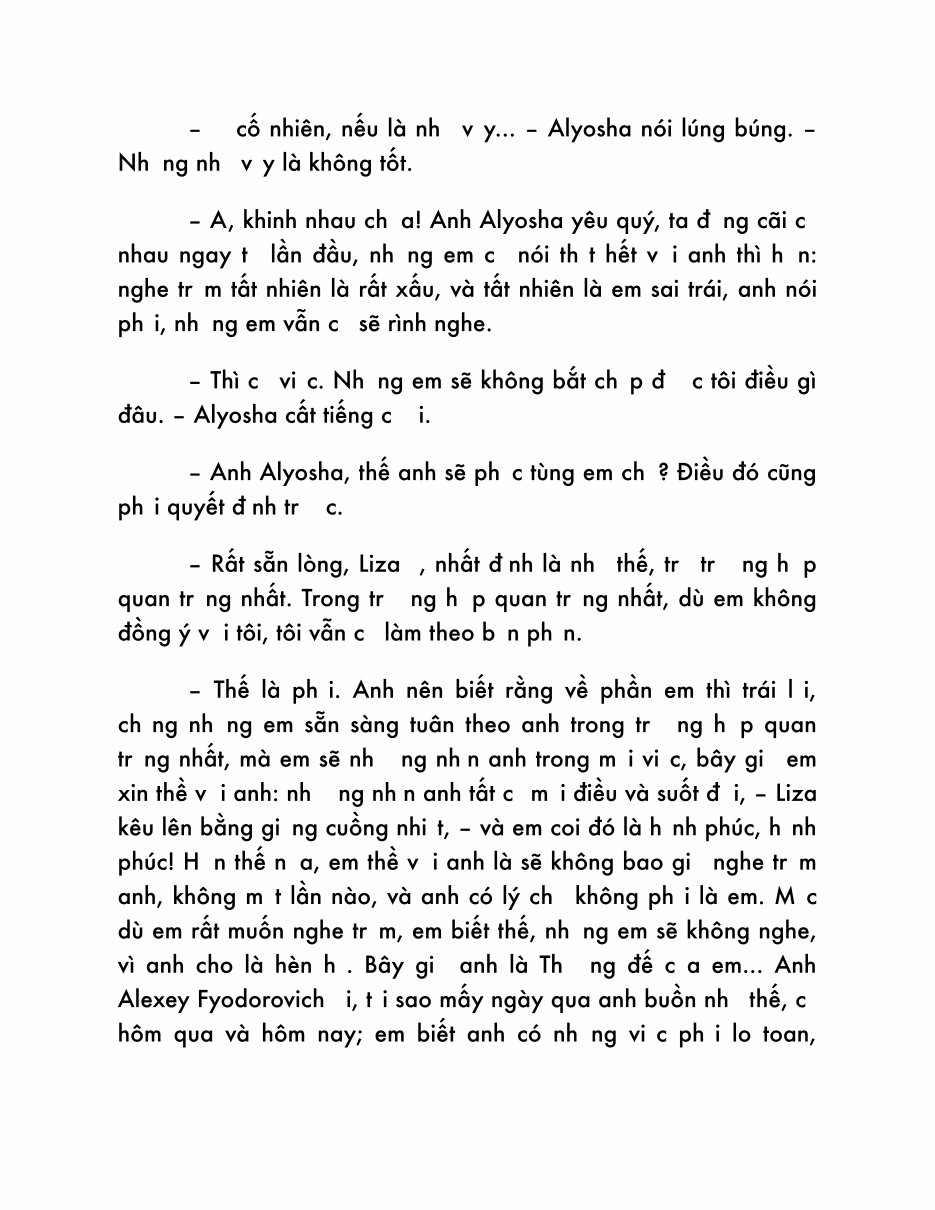 – cố nhiên, nếu là nh v y... – Alyosha nói lúng búng. –
Nh ng nh v y là không tốt.
– A, khinh nhau ch a! Anh Alyosha yêu quý, ta đ ng cãi c
nhau ngay t lần đầu, nh ng em c nói th t hết v i anh thì h n:
nghe tr m tất nhiên là rất xấu, và tất nhiên là em sai trái, anh nói
ph i, nh ng em vẫn c sẽ rình nghe.
– Thì c vi c. Nh ng em sẽ không bắt ch p đ c tôi điều gì
đâu. – Alyosha cất tiếng c i.
– Anh Alyosha, thế anh sẽ ph c tùng em ch ? Điều đó cũng
ph i quyết đ nh tr c.
– Rất sẵn lòng, Liza , nhất đ nh là nh thế, tr tr ng h p
quan tr ng nhất. Trong tr ng h p quan tr ng nhất, dù em không
đồng ý v i tôi, tôi vẫn c làm theo b n ph n.
– Thế là ph i. Anh nên biết rằng về phần em thì trái l i,
ch ng nh ng em sẵn sàng tuân theo anh trong tr ng h p quan
tr ng nhất, mà em sẽ nh ng nh n anh trong m i vi c, bây gi em
xin thề v i anh: nh ng nh n anh tất c m i điều và suốt đ i, – Liza
kêu lên bằng gi ng cuồng nhi t, – và em coi đó là h nh phúc, h nh
phúc! H n thế n a, em thề v i anh là sẽ không bao gi nghe tr m
anh, không m t lần nào, và anh có lý ch không ph i là em. M c
dù em rất muốn nghe tr m, em biết thế, nh ng em sẽ không nghe,
vì anh cho là hèn h . Bây gi anh là Th ng đế c a em... Anh
Alexey Fyodorovich i, t i sao mấy ngày qua anh buồn nh thế, c
hôm qua và hôm nay; em biết anh có nh ng vi c ph i lo toan,